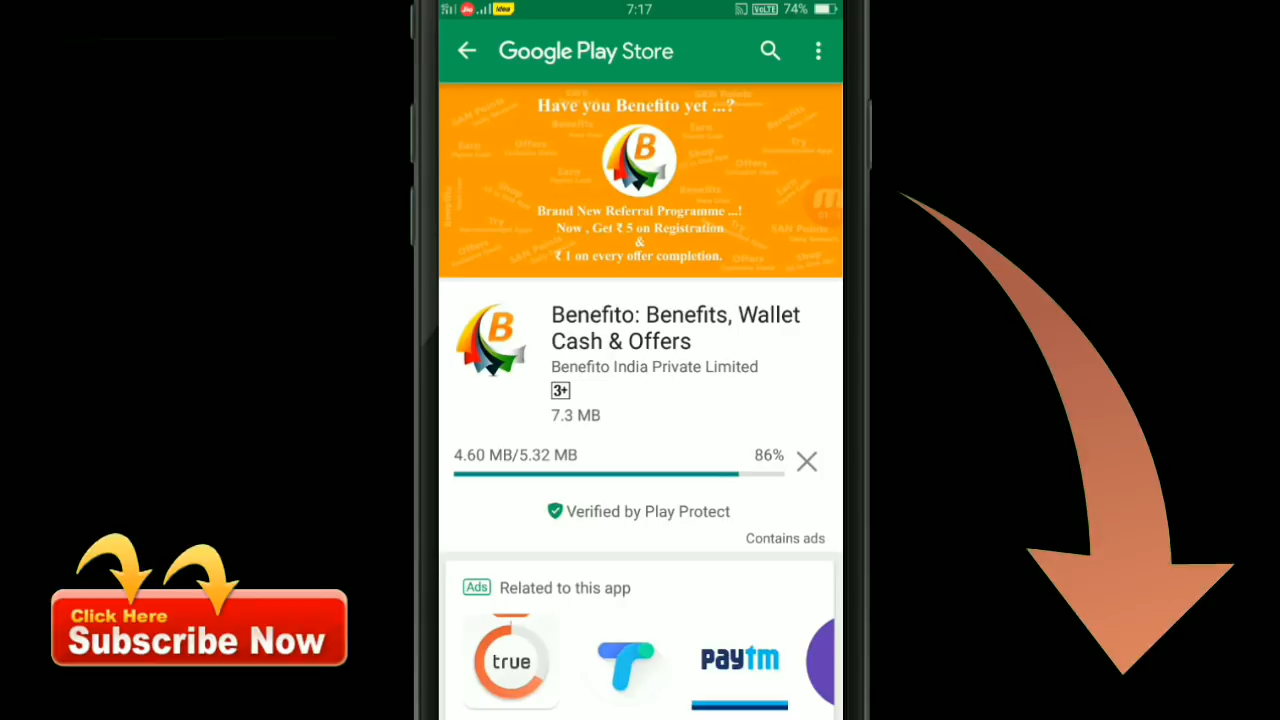 Jio
idea
7:17
VoLTE
74%
Google Play Store
Have you Benefito yet ...?
B
Brand New Referral Programme ...!
Now , Get ₹ 5 on Registration
&
₹ 1 on every offer completion.
B
Benefito: Benefits, Wallet
Cash & Offers
Benefito India Private Limited
3+
7.3 MB
4.60 MB/5.32 MB
86%
Verified by Play Protect
Contains ads
Ads Related to this app
true
paytm
Click Here
Subscribe Now